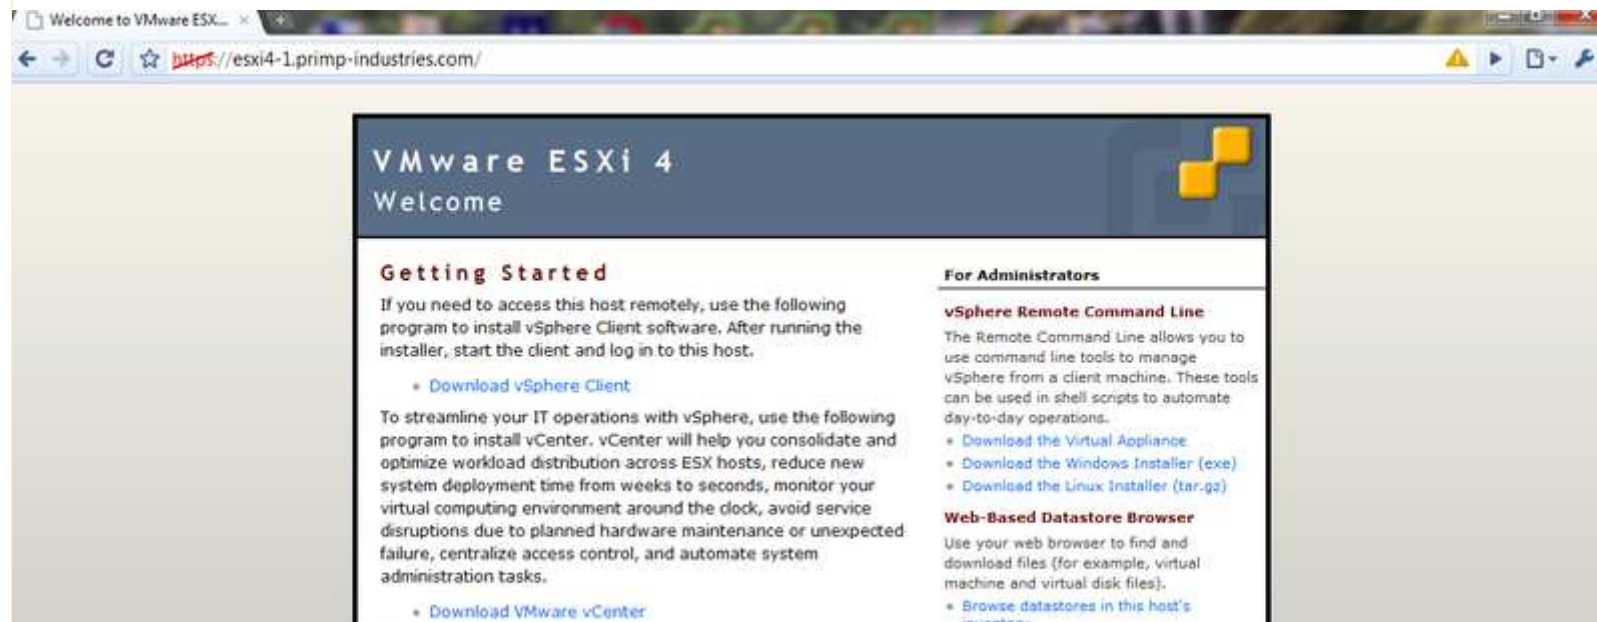 Welcome to VMware ESX...
https://esxi4-1.primp-industries.com/
VMware ESXi 4
Welcome
Getting Started
If you need to access this host remotely, use the following
program to install vSphere Client software. After running the
installer, start the client and log in to this host.
Download vSphere Client
To streamline your IT operations with vSphere, use the following
program to install vCenter. vCenter will help you consolidate and
optimize workload distribution across ESX hosts, reduce new
system deployment time from weeks to seconds, monitor your
virtual computing environment around the clock, avoid service
disruptions due to planned hardware maintenance or unexpected
failure, centralize access control, and automate system
administration tasks.
Download VMware vCenter
For Administrators
vSphere Remote Command Line
The Remote Command Line allows you to
use command line tools to manage
vSphere from a client machine. These tools
can be used in shell scripts to automate
day-to-day operations.
Download the Virtual Appliance
Download the Windows Installer (exe)
Download the Linux Installer (tar.gz)
Web-Based Datastore Browser
Use your web browser to find and
download files (for example, virtual
machine and virtual disk files).
Browse datastores in this host's